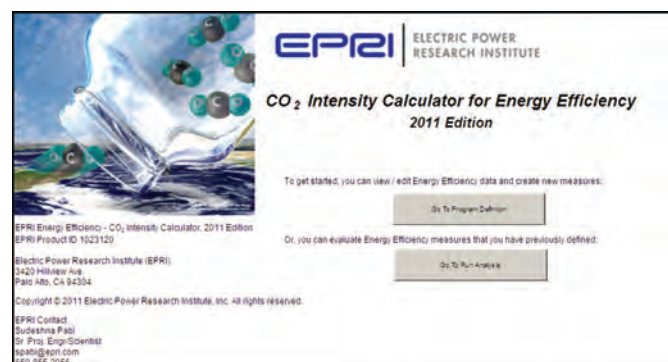 EPRI
ELECTRIC POWER
RESEARCH INSTITUTE
CO2 Intensity Calculator for Energy Efficiency
2011 Edition
To get started, you can view / edit Energy Efficiency data and create new measures:
Go To Program Definition
Or, you can evaluate Energy Efficiency measures that you have previously defined:
Go To Run Analysis
EPRI Energy Efficiency - CO2 Intensity Calculator, 2011 Edition
EPRI Product ID 1023120
Electric Power Research Institute (EPRI)
3420 Hillview Ave.
Palo Alto, CA 94304
Copyright © 2011 Electric Power Research Institute, Inc. All rights reserved.
EPRI Contact
Sudeshna Pabi
Sr. Proj. Engr/Scientist
spabi@epri.com